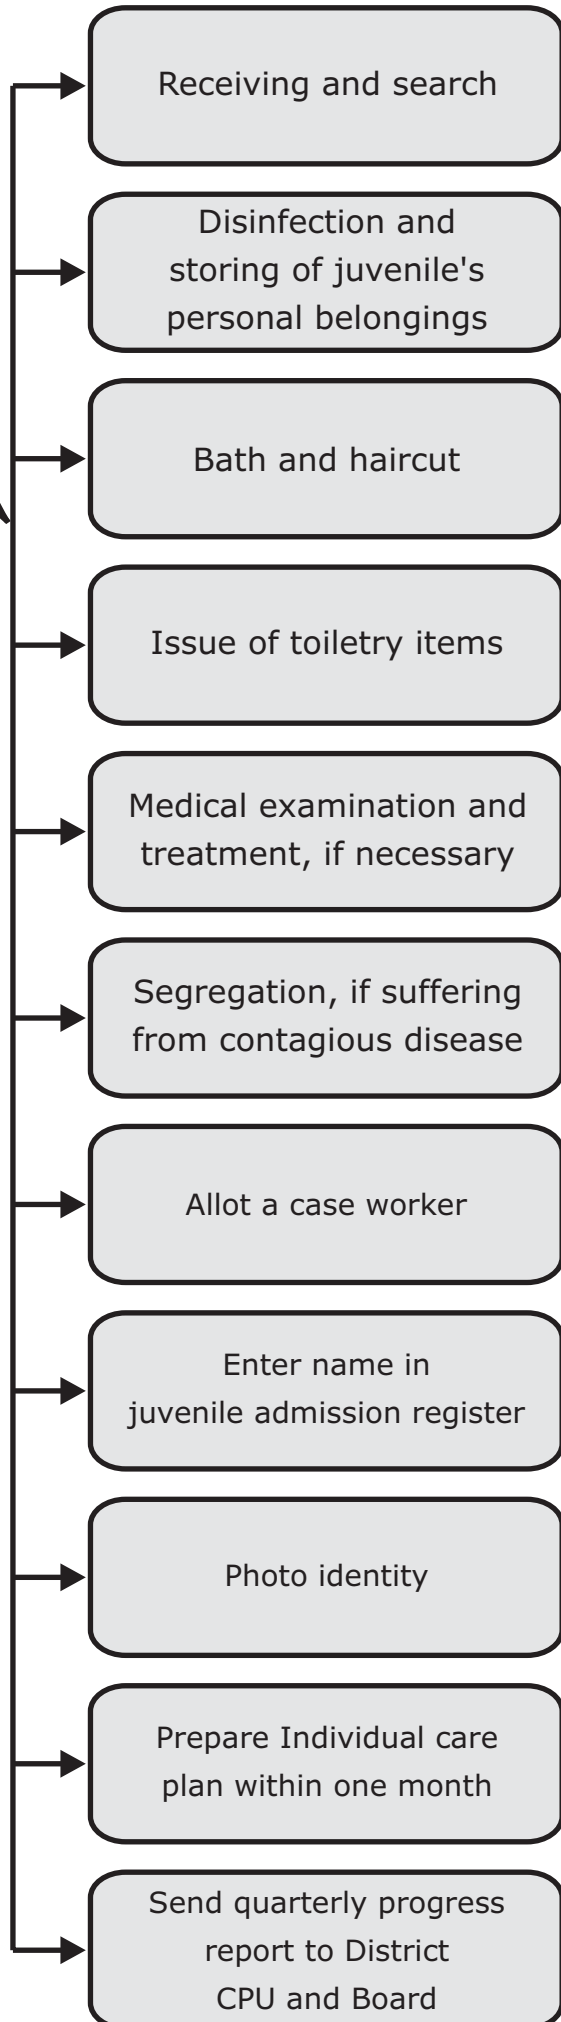 Receiving and search
Disinfection and
storing of juvenile's
personal belongings
Bath and haircut
Issue of toiletry items
Medical examination and
treatment, if necessary
Segregation, if suffering
from contagious disease
Allot a case worker
Enter name in
juvenile admission register
Photo identity
Prepare Individual care
plan within one month
Send quarterly progress
report to District
CPU and Board